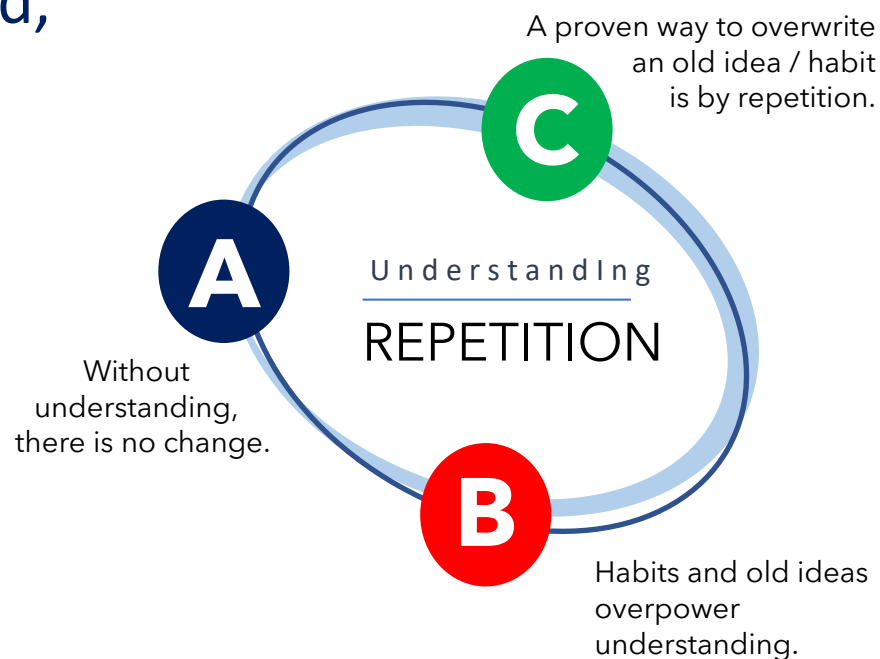 d,
A proven way to overwrite
an old idea / habit
is by repetition.
C
A
UnderstandIng
REPETITION
Without
understanding,
there is no change.
B
Habits and old ideas
overpower
understanding.